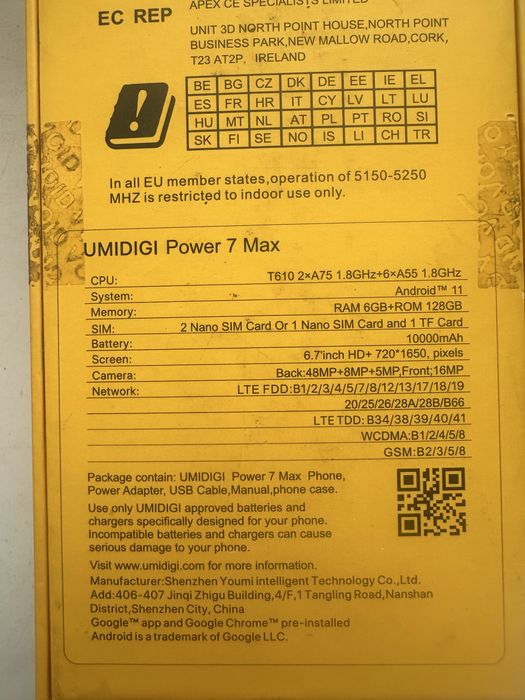 APEX CE SPECIALISTS LIMITED
EC REP
UNIT 3D NORTH POINT HOUSE,NORTH POINT
BUSINESS PARK,NEW MALLOW ROAD,CORK,
T23 AT2P, IRELAND
BE BG CZ DK DE EE IE EL
ES FR HR IT CY LV LT LU
HU MT NL AT PL PT RO SI
SK FI SE NO IS LI CH TR
In all EU member states,operation of 5150-5250
MHZ is restricted to indoor use only.
UMIDIGI Power 7 Max
CPU: T610 2×A75 1.8GHz+6×A55 1.8GHz
System: Android™ 11
Memory: RAM 6GB+ROM 128GB
SIM: 2 Nano SIM Card Or 1 Nano SIM Card and 1 TF Card
Battery: 10000mAh
Screen: 6.7'inch HD+ 720*1650, pixels
Camera: Back:48MP+8MP+5MP,Front;16MP
Network: LTE FDD:B1/2/3/4/5/7/8/12/13/17/18/19
20/25/26/28A/28B/B66
LTE TDD: B34/38/39/40/41
WCDMA:B1/2/4/5/8
GSM:B2/3/5/8
Package contain: UMIDIGI Power 7 Max Phone,
Power Adapter, USB Cable,Manual,phone case.
Use only UMIDIGI approved batteries and
chargers specifically designed for your phone.
Incompatible batteries and chargers can cause
serious damage to your phone.
Visit www.umidigi.com for more information.
Manufacturer:Shenzhen Youmi intelligent Technology Co.,Ltd.
Add:406-407 Jinqi Zhigu Building,4/F,1 Tangling Road,Nanshan
District,Shenzhen City, China
Google™ app and Google Chrome™ pre-installed
Android is a trademark of Google LLC.